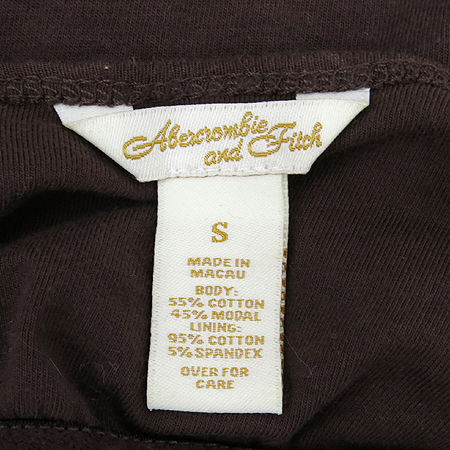 Abercrombie
and Fitch
S
MADE IN
MACAU
BODY:
55% COTTON
45% MODAL
LINING:
95% COTTON
5% SPANDEX
OVER FOR
CARE